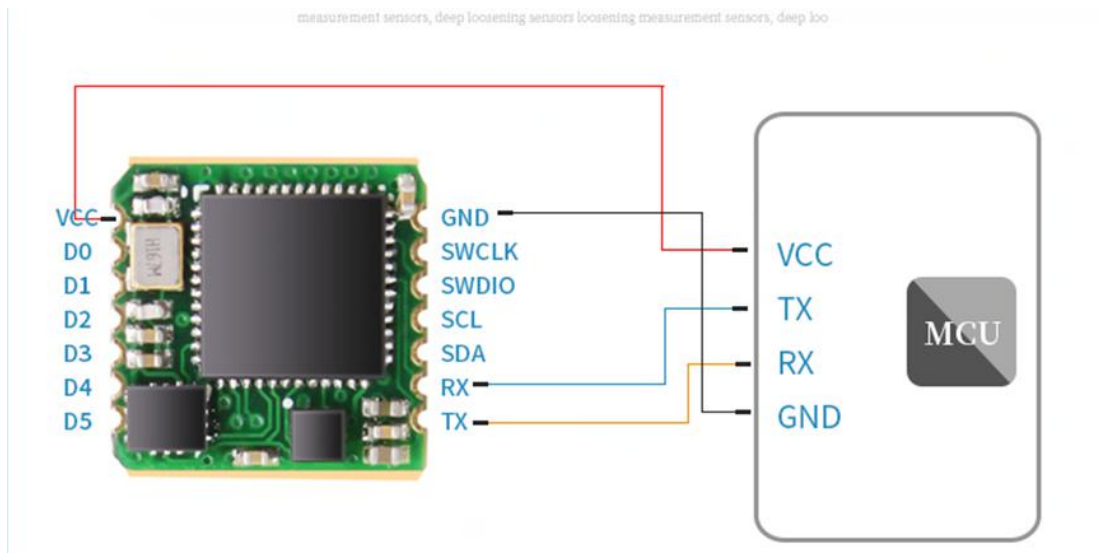 measurement sensors, deep loosening sensors loosening measurement sensors, deep loo
VCC
D0
D1
D2
D3
D4
D5
H167M
GND
SWCLK
SWDIO
SCL
SDA
RX
TX
VCC
TX
RX
GND
MCU